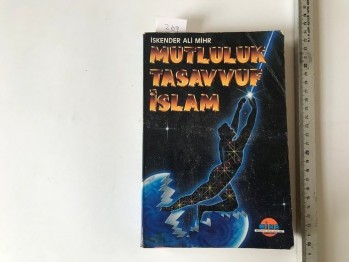 İSKENDER ALİ MİHR
MUTLULUK
TASAVVUF
İSLAM